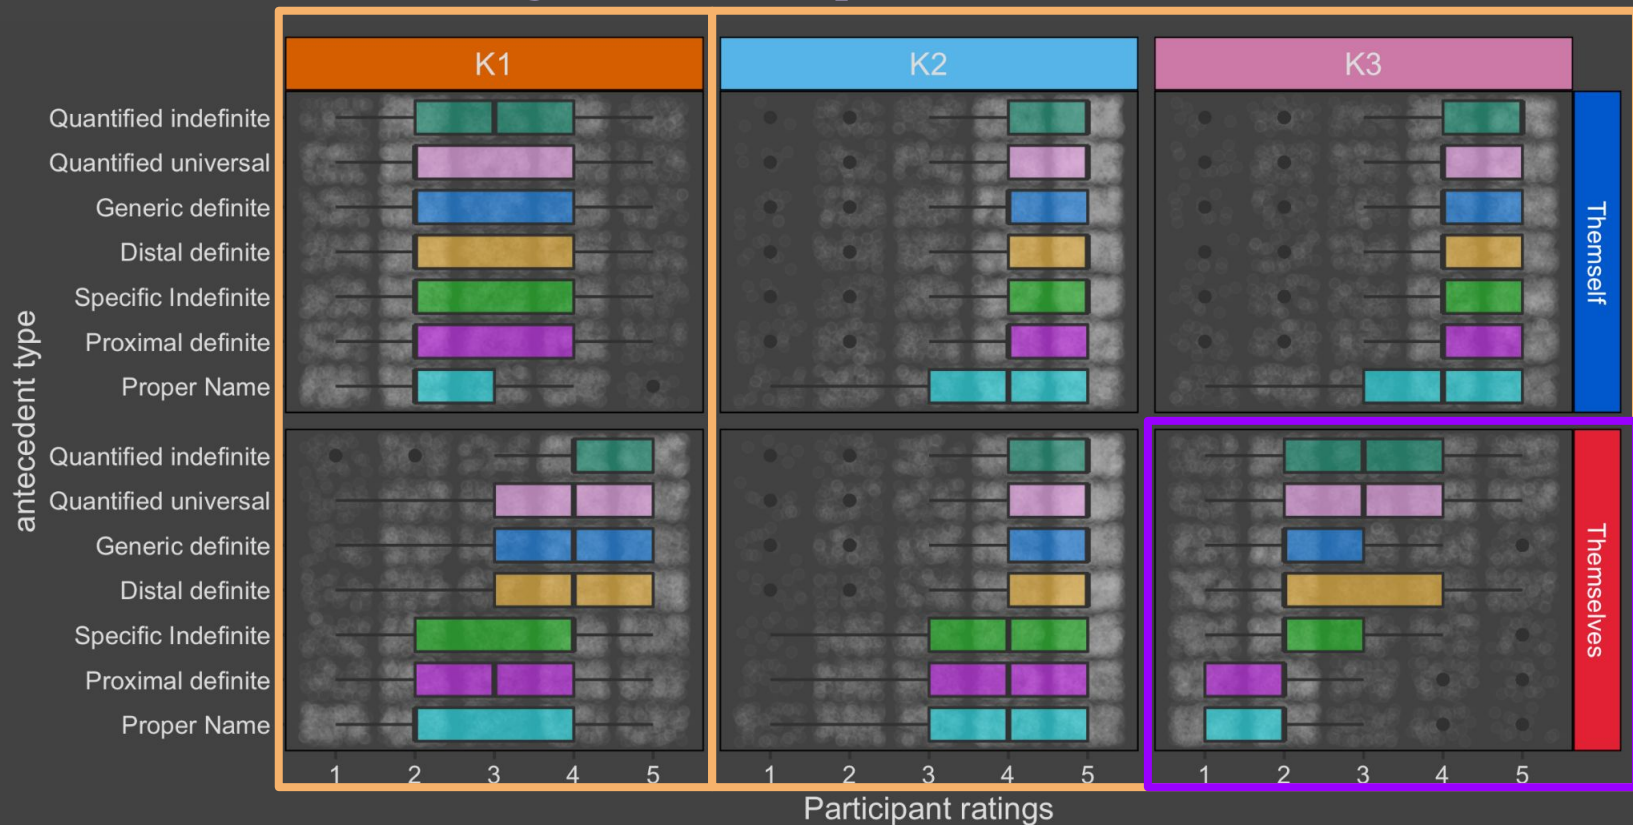 K1
K2
K3
Quantified indefinite
Quantified universal
Generic definite
Distal definite
Specific Indefinite
Proximal definite
Proper Name
Themself
antecedent type
Quantified indefinite
Quantified universal
Generic definite
Distal definite
Specific Indefinite
Proximal definite
Proper Name
Themselves
1 2 3 4 5
1 2 3 4 5
1 2 3 4 5
Participant ratings